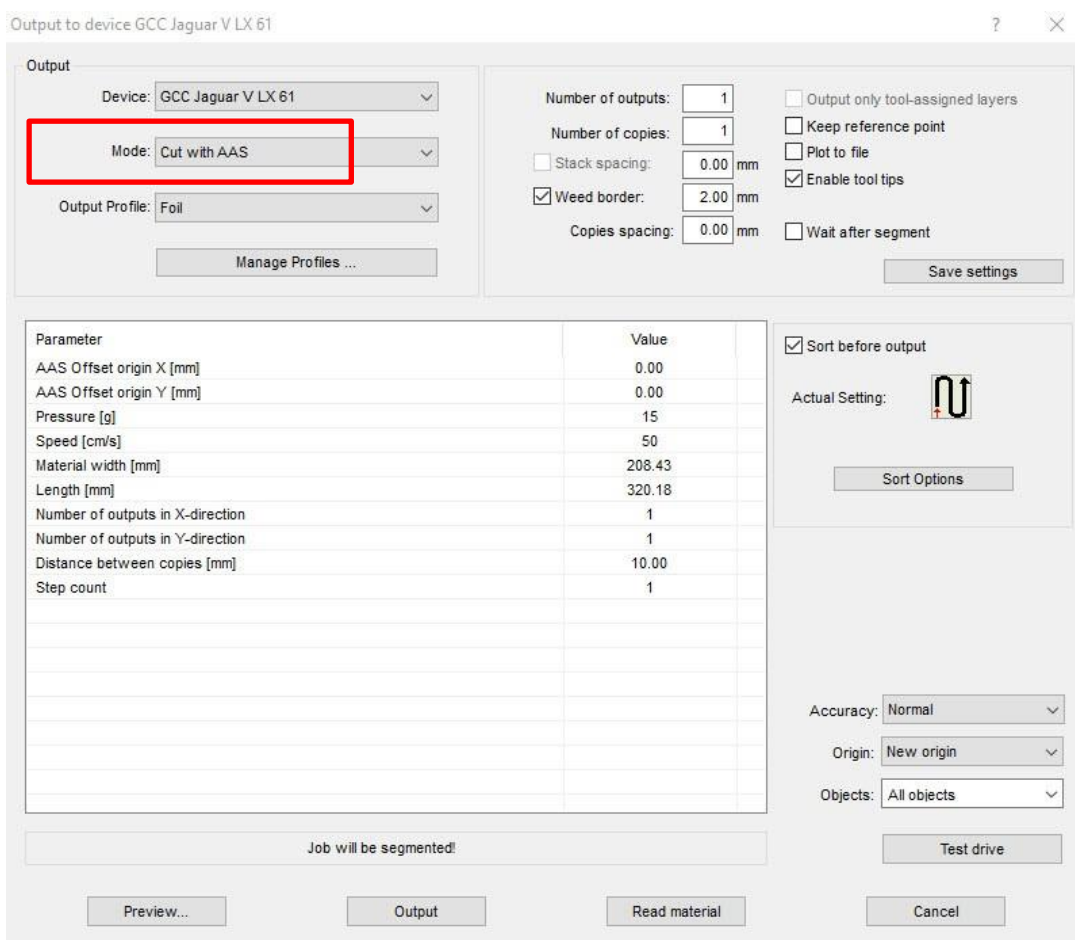 Output to device GCC Jaguar V LX 61
?
Output
Device: GCC Jaguar V LX 61
Mode: Cut with AAS
Output Profile: Foil
Manage Profiles ...
Number of outputs: 1
Number of copies: 1
Stack spacing: 0.00 mm
Weed border: 2.00 mm
Copies spacing: 0.00 mm
Output only tool-assigned layers
Keep reference point
Plot to file
Enable tool tips
Wait after segment
Save settings
Parameter Value
AAS Offset origin X [mm] 0.00
AAS Offset origin Y [mm] 0.00
Pressure [g] 15
Speed [cm/s] 50
Material width [mm] 208.43
Length [mm] 320.18
Number of outputs in X-direction 1
Number of outputs in Y-direction 1
Distance between copies [mm] 10.00
Step count 1
Sort before output
Actual Setting:
Sort Options
Accuracy: Normal
Origin: New origin
Objects: All objects
Job will be segmented!
Test drive
Preview...
Output
Read material
Cancel